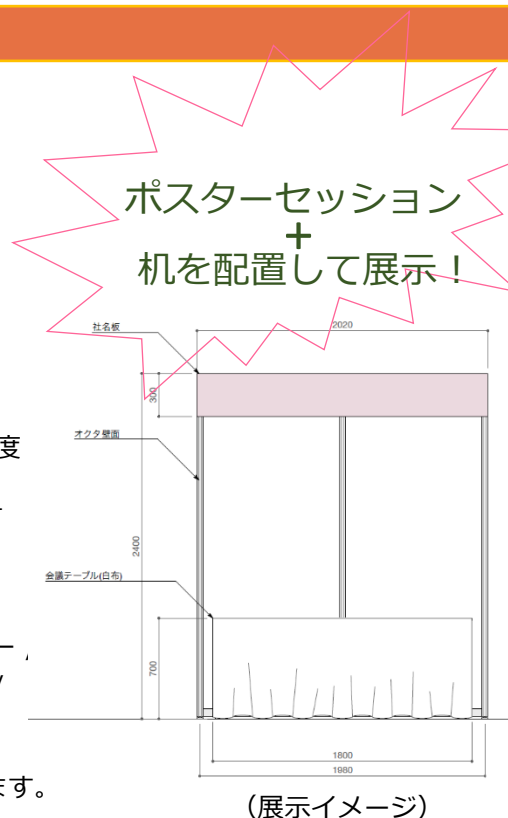 ポスターセッション
+
机を配置して展示!
2020
社名板
300
オクタ壁面
度
2400
会議テーブル(白布)
700
ー
1800
ます。
1980
(展示イメージ)